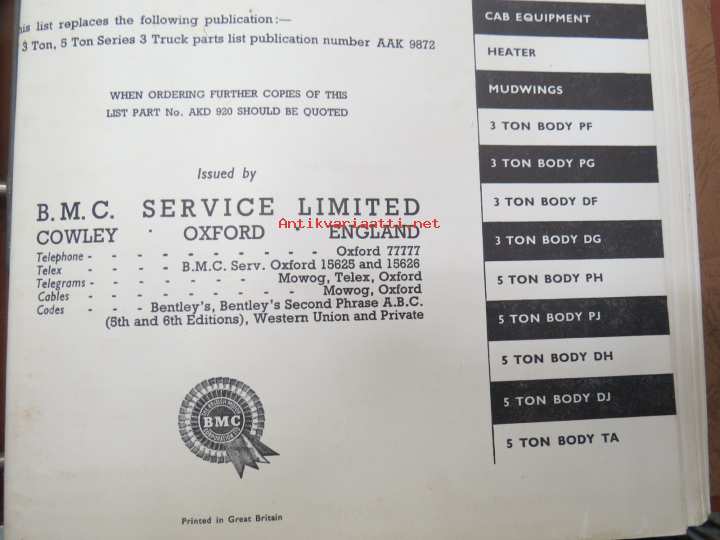 his list replaces the following publication:—
3 Ton, 5 Ton Series 3 Truck parts list publication number AAK 9872
WHEN ORDERING FURTHER COPIES OF THIS
LIST PART No. AKD 920 SHOULD BE QUOTED
Issued by
B.M.C. SERVICE LIMITED
COWLEY · OXFORD · ENGLAND
Telephone - - - - - - - - - Oxford 77777
Telex - - - B.M.C. Serv. Oxford 15625 and 15626
Telegrams - - - - - - - Mowog, Telex, Oxford
Cables - - - - - - - - - Mowog, Oxford
Codes - - - Bentley's, Bentley's Second Phrase A.B.C.
(5th and 6th Editions), Western Union and Private
BMC
Printed in Great Britain
CAB EQUIPMENT
HEATER
MUDWINGS
3 TON BODY PF
3 TON BODY PG
3 TON BODY DF
3 TON BODY DG
5 TON BODY PH
5 TON BODY PJ
5 TON BODY DH
5 TON BODY DJ
5 TON BODY TA
Antikvariaatti.net